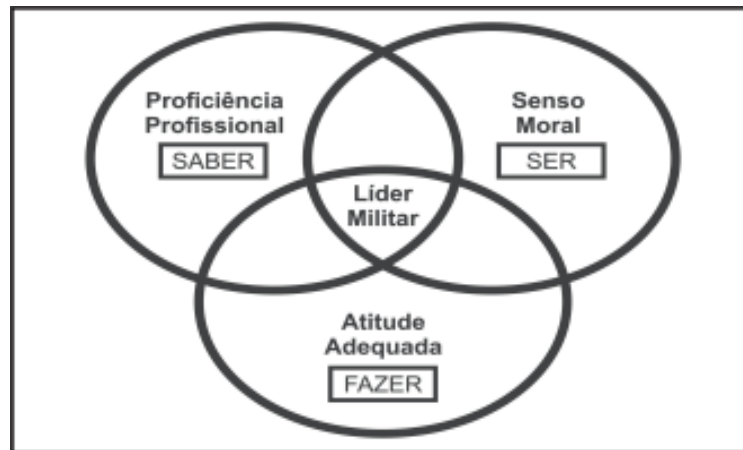 Proficiência
Profissional
SABER
Senso
Moral
SER
Líder
Militar
Atitude
Adequada
FAZER